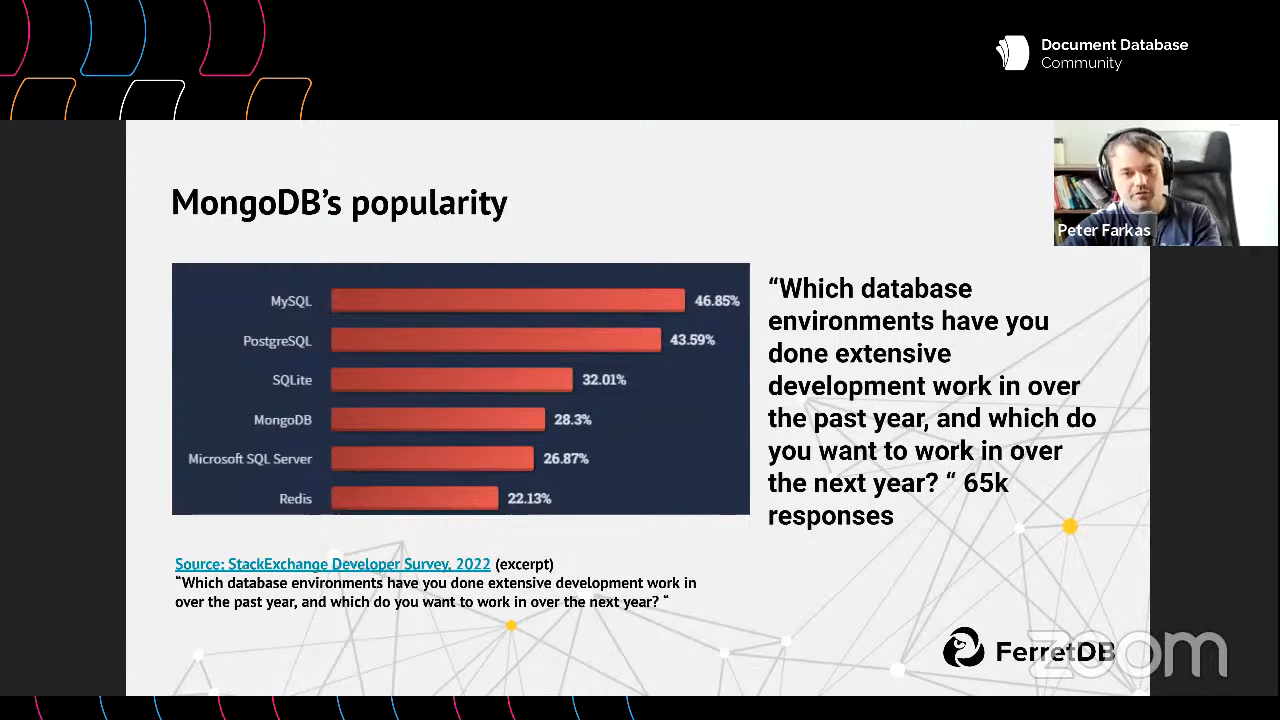 Document Database
Community
Peter Farkas
MongoDB’s popularity
MySQL 46.85%
PostgreSQL 43.59%
SQLite 32.01%
MongoDB 28.3%
Microsoft SQL Server 26.87%
Redis 22.13%
“Which database
environments have you
done extensive
development work in over
the past year, and which do
you want to work in over
the next year? “ 65k
responses
Source: StackExchange Developer Survey, 2022 (excerpt)
“Which database environments have you done extensive development work in
over the past year, and which do you want to work in over the next year? “
FerretDB
zoom